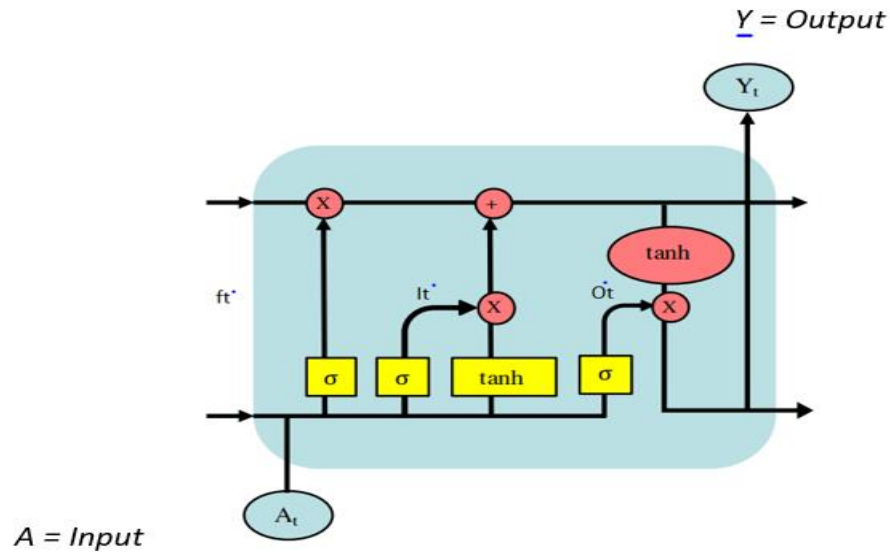 Y = Output
Yt
X
+
tanh
ft
It
X
Ot
X
σ
σ
tanh
σ
At
A = Input